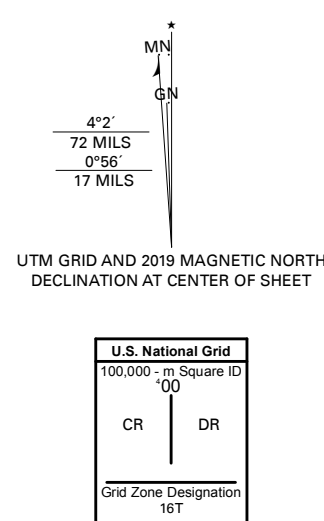 ★
MN
GN
4°2´
72 MILS
0°56´
17 MILS
UTM GRID AND 2019 MAGNETIC NORTH
DECLINATION AT CENTER OF SHEET
U.S. National Grid
100,000 - m Square ID
⁴00
CR DR
Grid Zone Designation
16T